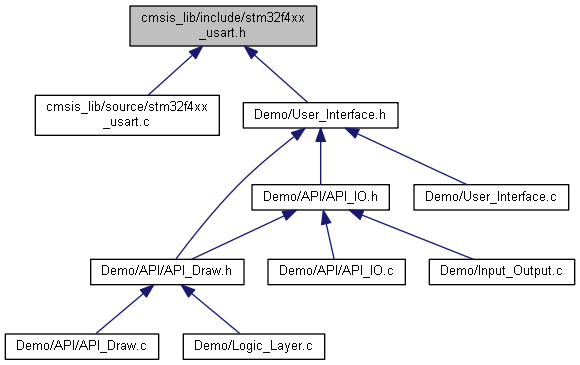 cmsis_lib/include/stm32f4xx
_usart.h
cmsis_lib/source/stm32f4xx
_usart.c
Demo/User_Interface.h
Demo/API/API_IO.h
Demo/User_Interface.c
Demo/API/API_Draw.h
Demo/API/API_IO.c
Demo/Input_Output.c
Demo/API/API_Draw.c
Demo/Logic_Layer.c